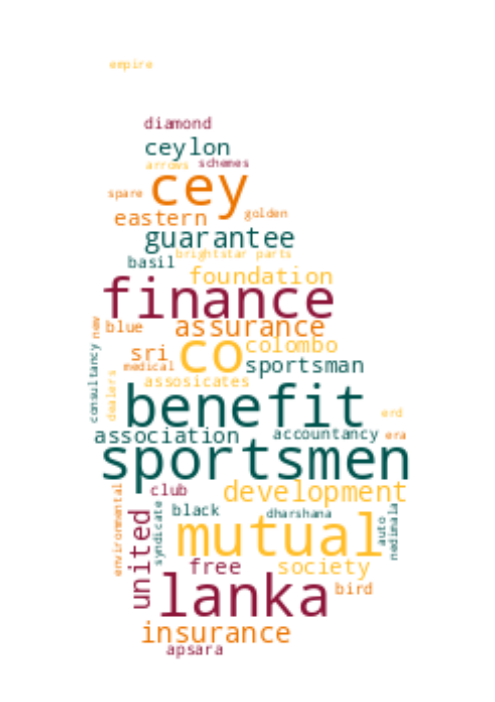 empire
diamond
ceylon
arrows schemes
spare cey
eastern golden
guarantee
brightstar parts
basil
foundation
finance
new blue assurance
sri co colombo
medical sportsman
consultancy
dealers
assosicates
benefit erd
association accountancy era
sportsmen
environmental
club development
syndicate
black dharshana
united mutual auto
nedimala
free society
lanka bird
insurance
apsara